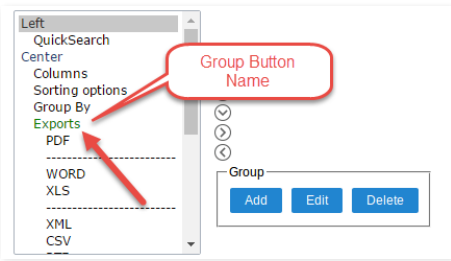 Left
QuickSearch
Center
Columns
Sorting options
Group By
Exports
PDF
--------------------------
WORD
XLS
--------------------------
XML
CSV
Group Button
Name
Group
Add Edit Delete